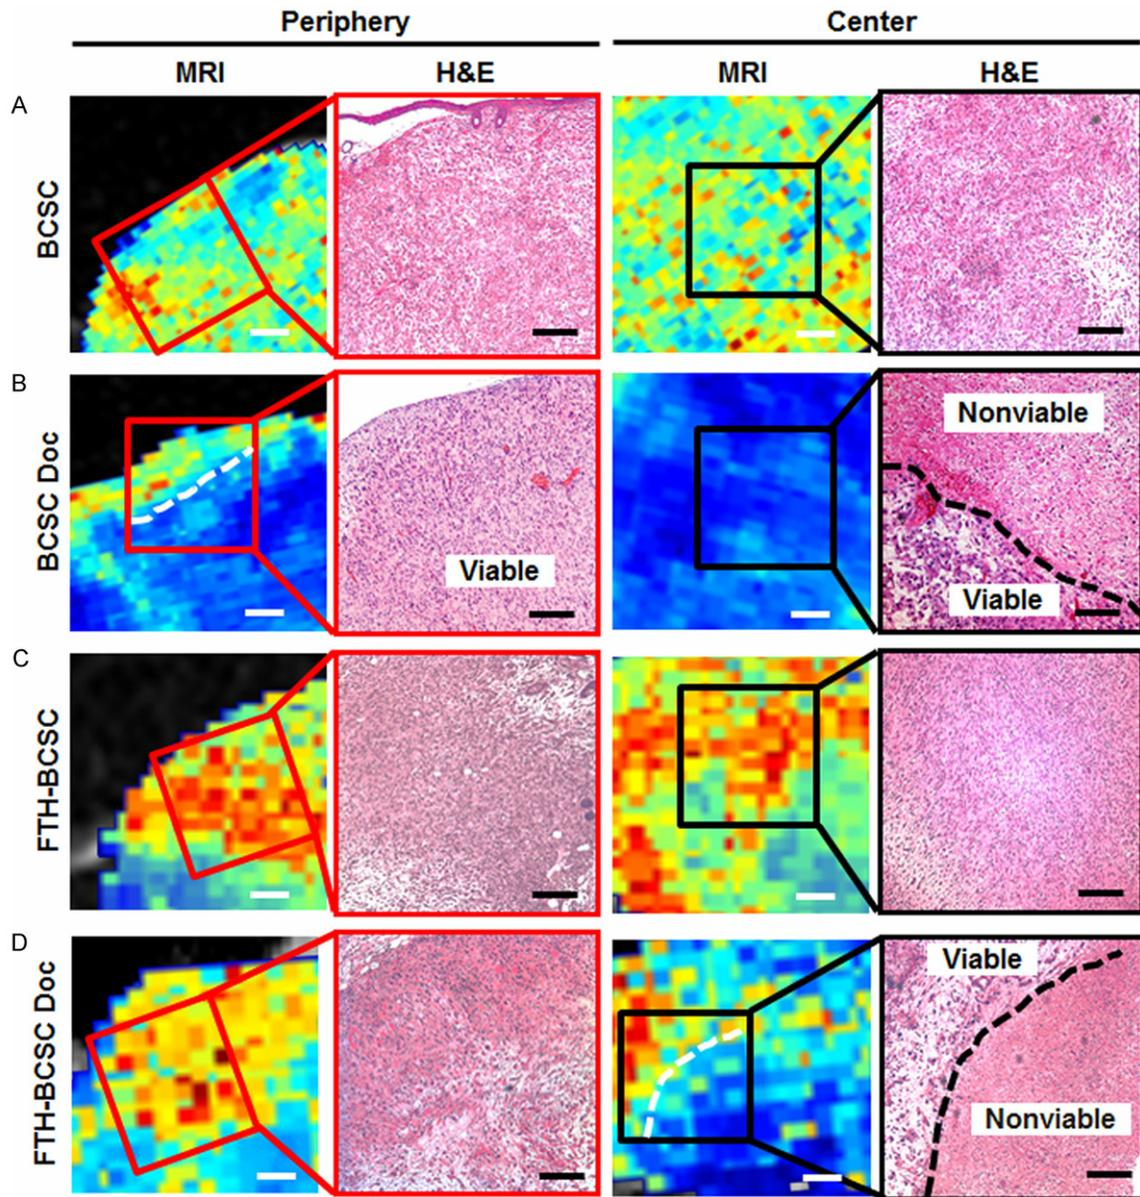 Periphery Center
MRI H&E MRI H&E
A
BCSC
B
BCSC Doc
Viable
Nonviable
Viable
C
FTH-BCSC
D
FTH-BCSC Doc
Viable
Nonviable